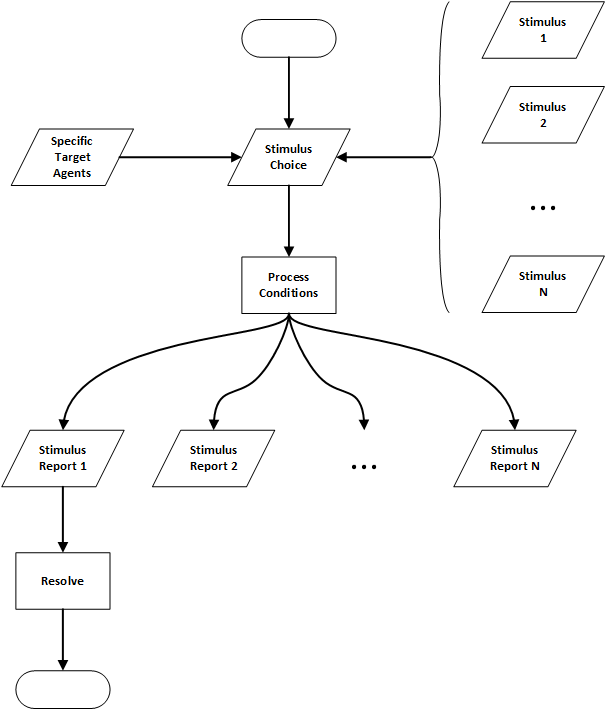 Stimulus
1
Stimulus
2
Specific
Target
Agents
Stimulus
Choice
...
Process
Conditions
Stimulus
N
Stimulus
Report 1
Stimulus
Report 2
...
Stimulus
Report N
Resolve